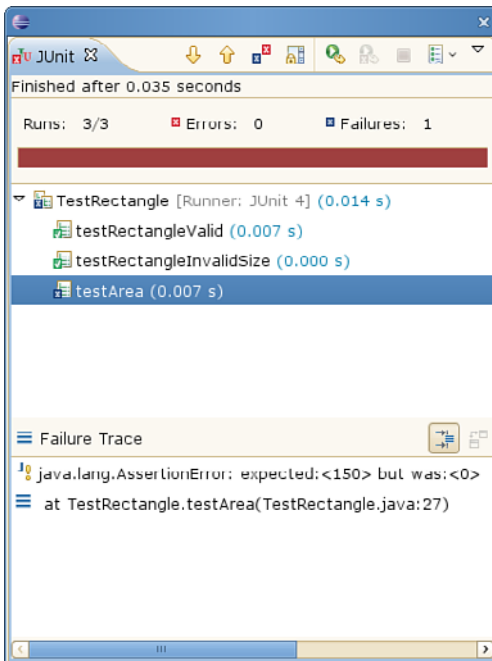 JUnit
Finished after 0.035 seconds
Runs: 3/3 Errors: 0 Failures: 1
TestRectangle [Runner: JUnit 4] (0.014 s)
testRectangleValid (0.007 s)
testRectangleInvalidSize (0.000 s)
testArea (0.007 s)
Failure Trace
java.lang.AssertionError: expected:<150> but was:<0>
at TestRectangle.testArea(TestRectangle.java:27)